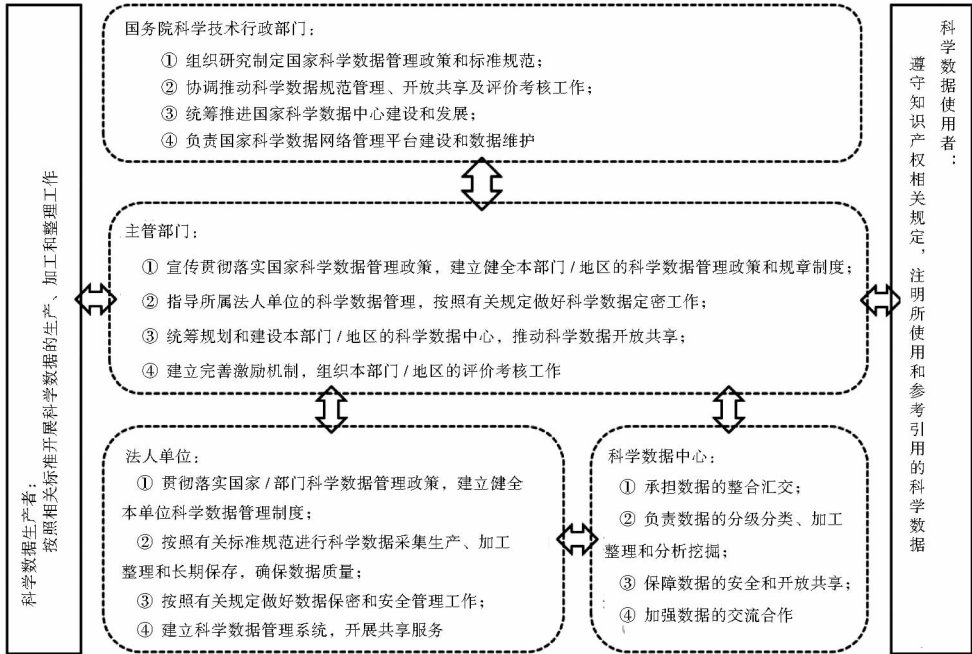 国务院科学技术行政部门：
① 组织研究制定国家科学数据管理政策和标准规范；
② 协调推动科学数据规范管理、开放共享及评价考核工作；
③ 统筹推进国家科学数据中心建设和发展；
④ 负责国家科学数据网络管理平台建设和数据维护
主管部门：
① 宣传贯彻落实国家科学数据管理政策，建立健全本部门/地区的科学数据管理政策和规章制度；
② 指导所属法人单位的科学数据管理，按照有关规定做好科学数据定密工作；
③ 统筹规划和建设本部门/地区的科学数据中心，推动科学数据开放共享；
④ 建立完善激励机制，组织本部门/地区的评价考核工作
法人单位：
① 贯彻落实国家/部门科学数据管理政策，建立健全
本单位科学数据管理制度；
② 按照有关标准规范进行科学数据采集生产、加工
整理和长期保存，确保数据质量；
③ 按照有关规定做好数据保密和安全管理工作；
④ 建立科学数据管理系统，开展共享服务
科学数据中心：
① 承担数据的整合汇交；
② 负责数据的分级分类、加工
整理和分析挖掘；
③ 保障数据的安全和开放共享；
④ 加强数据的交流合作
科学数据生产者：
按照相关标准开展科学数据的生产、加工和整理工作
科学数据使用者：
遵守知识产权相关规定，注明所使用和参考引用的科学数据